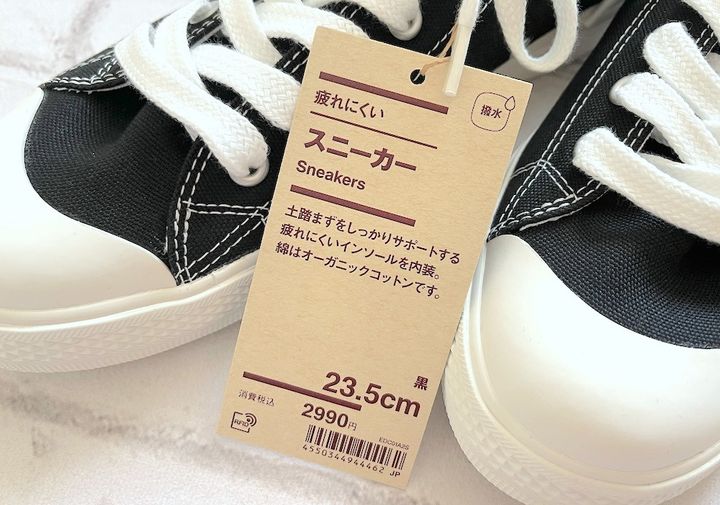 撥水
疲れにくい
スニーカー
Sneakers
土踏まずをしっかりサポートする
疲れにくいインソールを内装。
綿はオーガニックコットンです。
黒
23.5cm
消費税込
2990円
RFID
EDC01A2S
4550344944462 JP